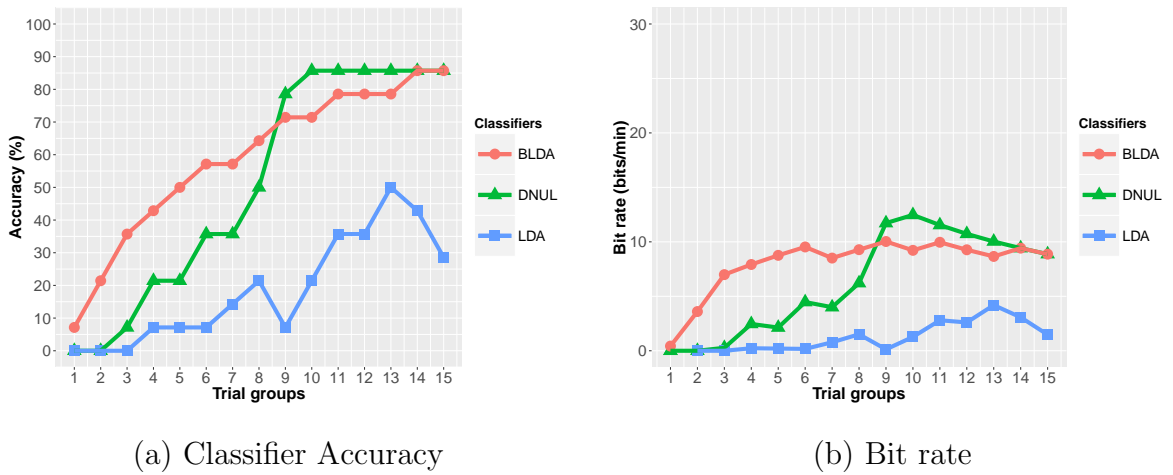 100
90
80
70
60
50
40
30
20
10
0
Accuracy (%)
1 2 3 4 5 6 7 8 9 10 11 12 13 14 15
Trial groups
Classifiers
BLDA
DNUL
LDA
(a) Classifier Accuracy
30
20
10
0
Bit rate (bits/min)
1 2 3 4 5 6 7 8 9 10 11 12 13 14 15
Trial groups
Classifiers
BLDA
DNUL
LDA
(b) Bit rate